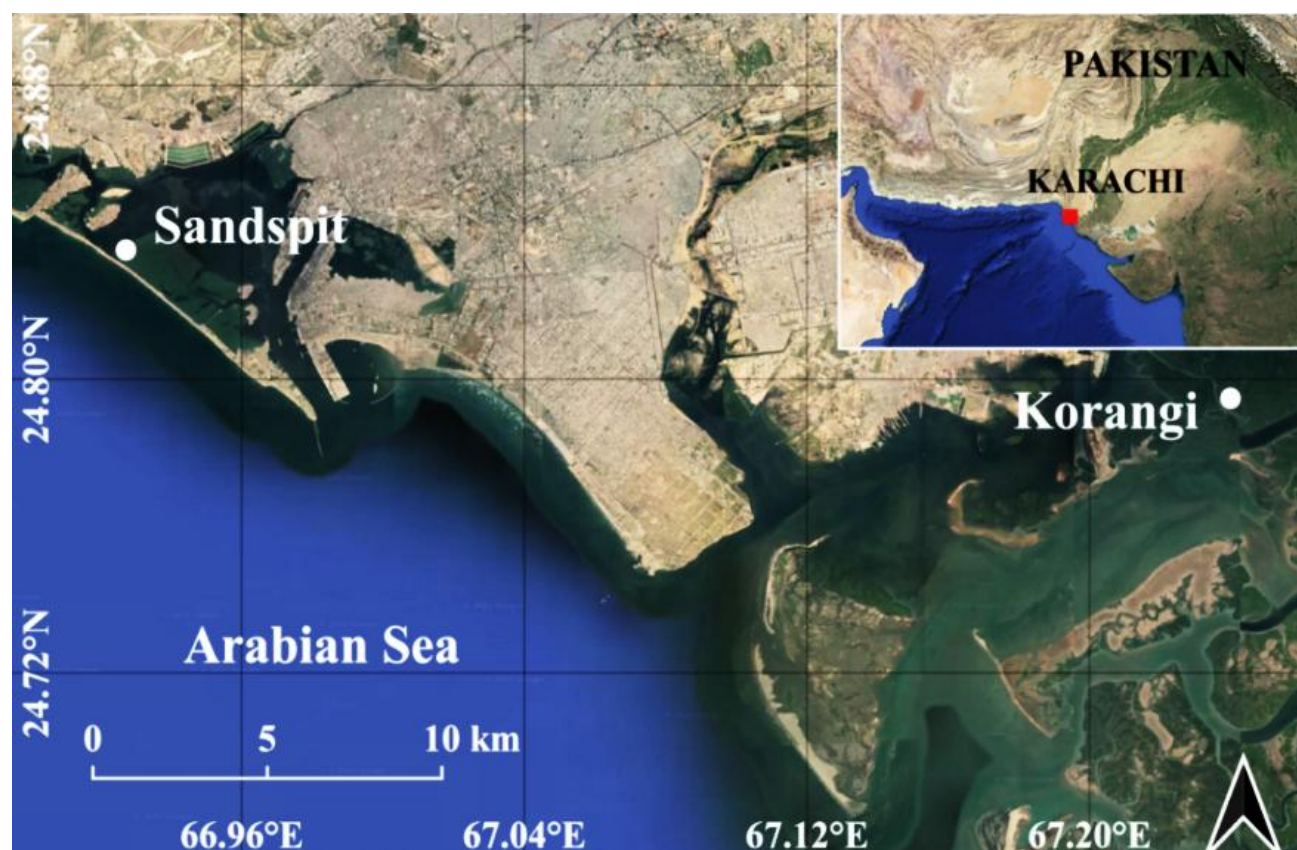 PAKISTAN
KARACHI
24.88°N
Sandspit
24.80°N
Korangi
24.72°N
Arabian Sea
0 5 10 km
66.96°E 67.04°E 67.12°E 67.20°E